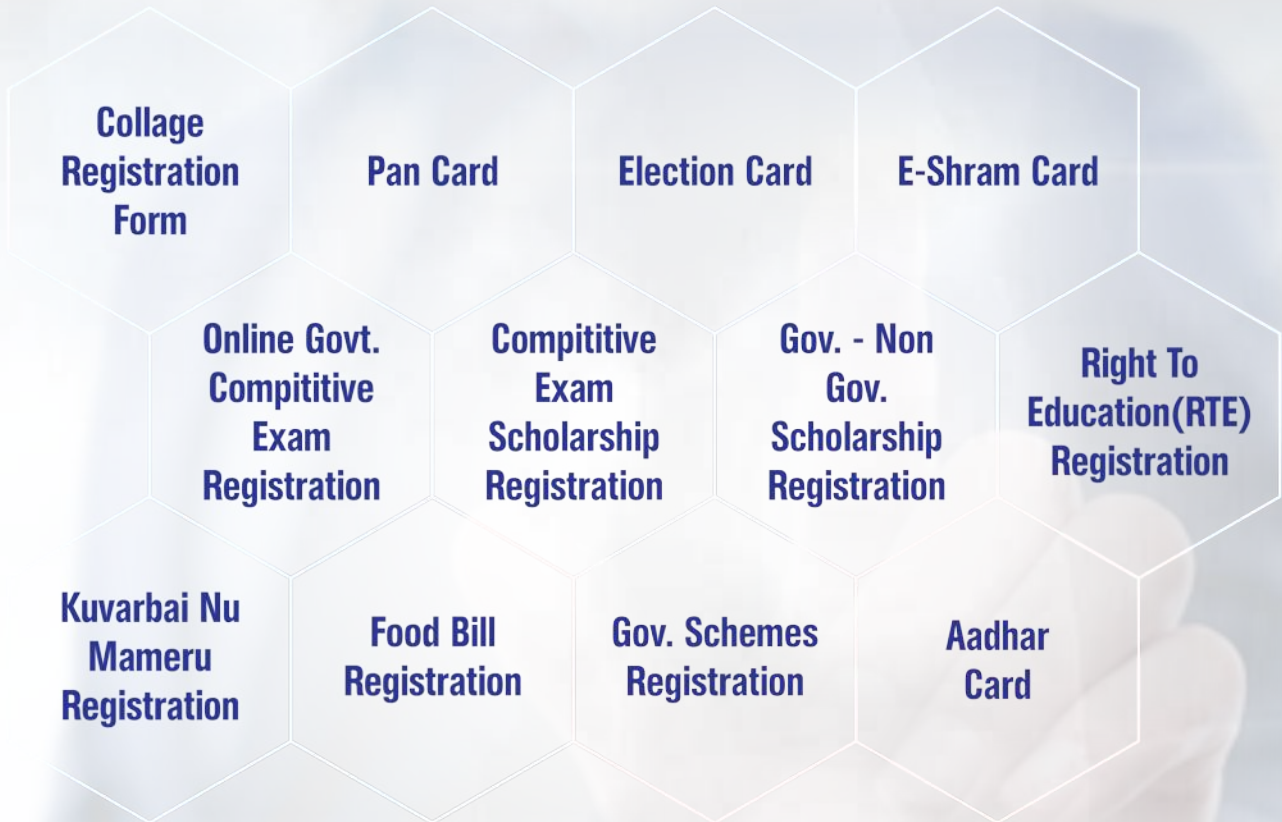 Collage
Registration
Form
Pan Card
Election Card
E-Shram Card
Online Govt.
Compititive
Exam
Registration
Compititive
Exam
Scholarship
Registration
Gov. - Non
Gov.
Scholarship
Registration
Right To
Education(RTE)
Registration
Kuvarbai Nu
Mameru
Registration
Food Bill
Registration
Gov. Schemes
Registration
Aadhar
Card